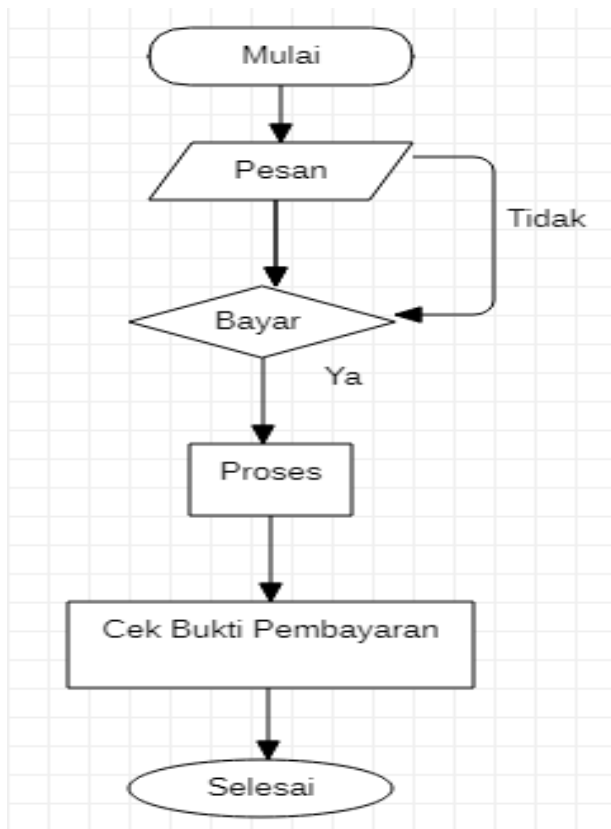 Mulai
Pesan
Tidak
Bayar
Ya
Proses
Cek Bukti Pembayaran
Selesai